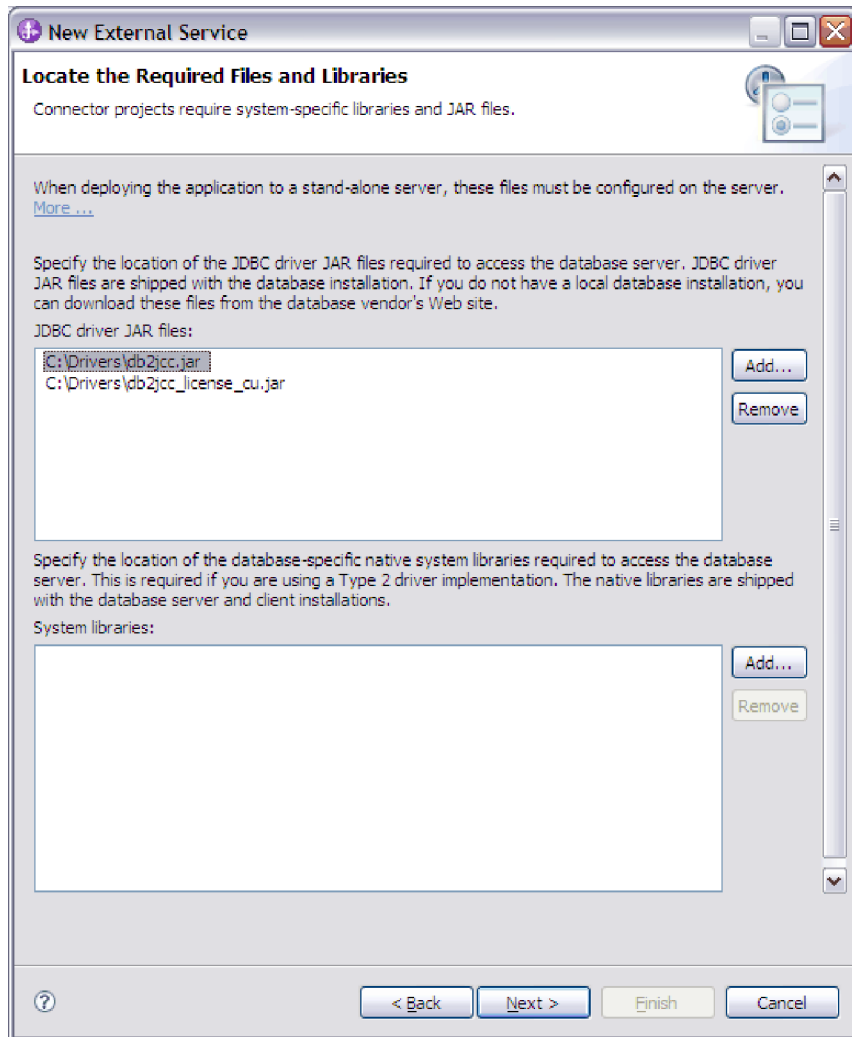 New External Service
Locate the Required Files and Libraries
Connector projects require system-specific libraries and JAR files.
When deploying the application to a stand-alone server, these files must be configured on the server.
More ...
Specify the location of the JDBC driver JAR files required to access the database server. JDBC driver
JAR files are shipped with the database installation. If you do not have a local database installation, you
can download these files from the database vendor's Web site.
JDBC driver JAR files:
C:\Drivers\db2jcc.jar
Add...
C:\Drivers\db2jcc_license_cu.jar
Remove
Specify the location of the database-specific native system libraries required to access the database
server. This is required if you are using a Type 2 driver implementation. The native libraries are shipped
with the database server and client installations.
System libraries:
Add...
Remove
?
< Back
Next >
Finish
Cancel